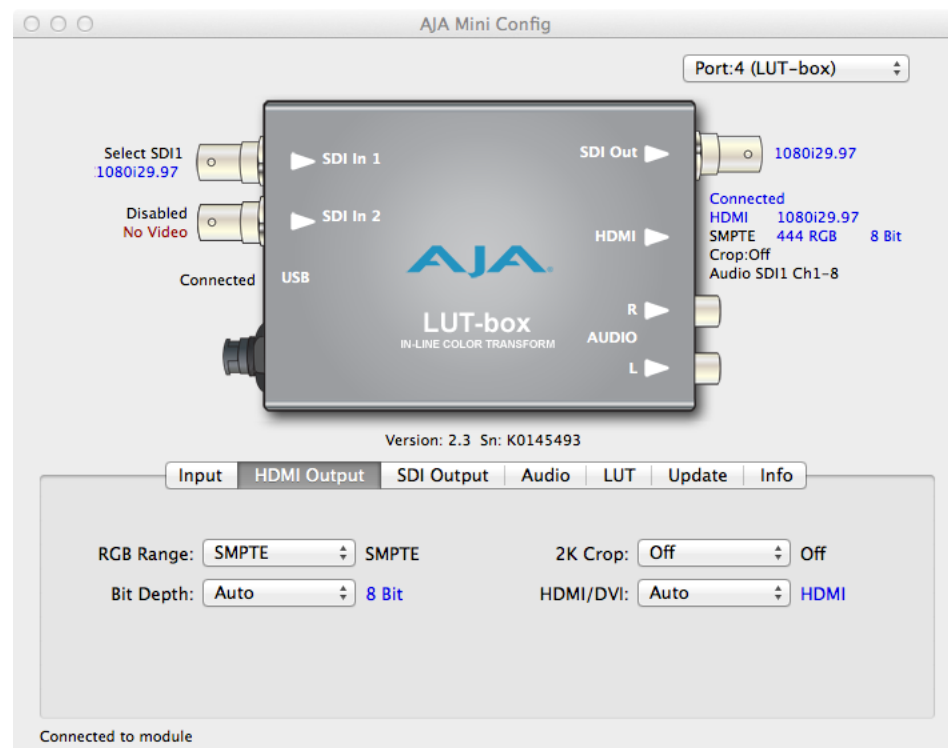 AJA Mini Config
Port:4 (LUT-box)
Select SDI1
1080i29.97
Disabled
No Video
Connected
SDI In 1
SDI In 2
USB
AJA
LUT-box
IN-LINE COLOR TRANSFORM
SDI Out
HDMI
R
AUDIO
L
1080i29.97
Connected
HDMI 1080i29.97
SMPTE 444 RGB 8 Bit
Crop:Off
Audio SDI1 Ch1-8
Version: 2.3 Sn: K0145493
Input HDMI Output SDI Output Audio LUT Update Info
RGB Range: SMPTE SMPTE 2K Crop: Off Off
Bit Depth: Auto 8 Bit HDMI/DVI: Auto HDMI
Connected to module